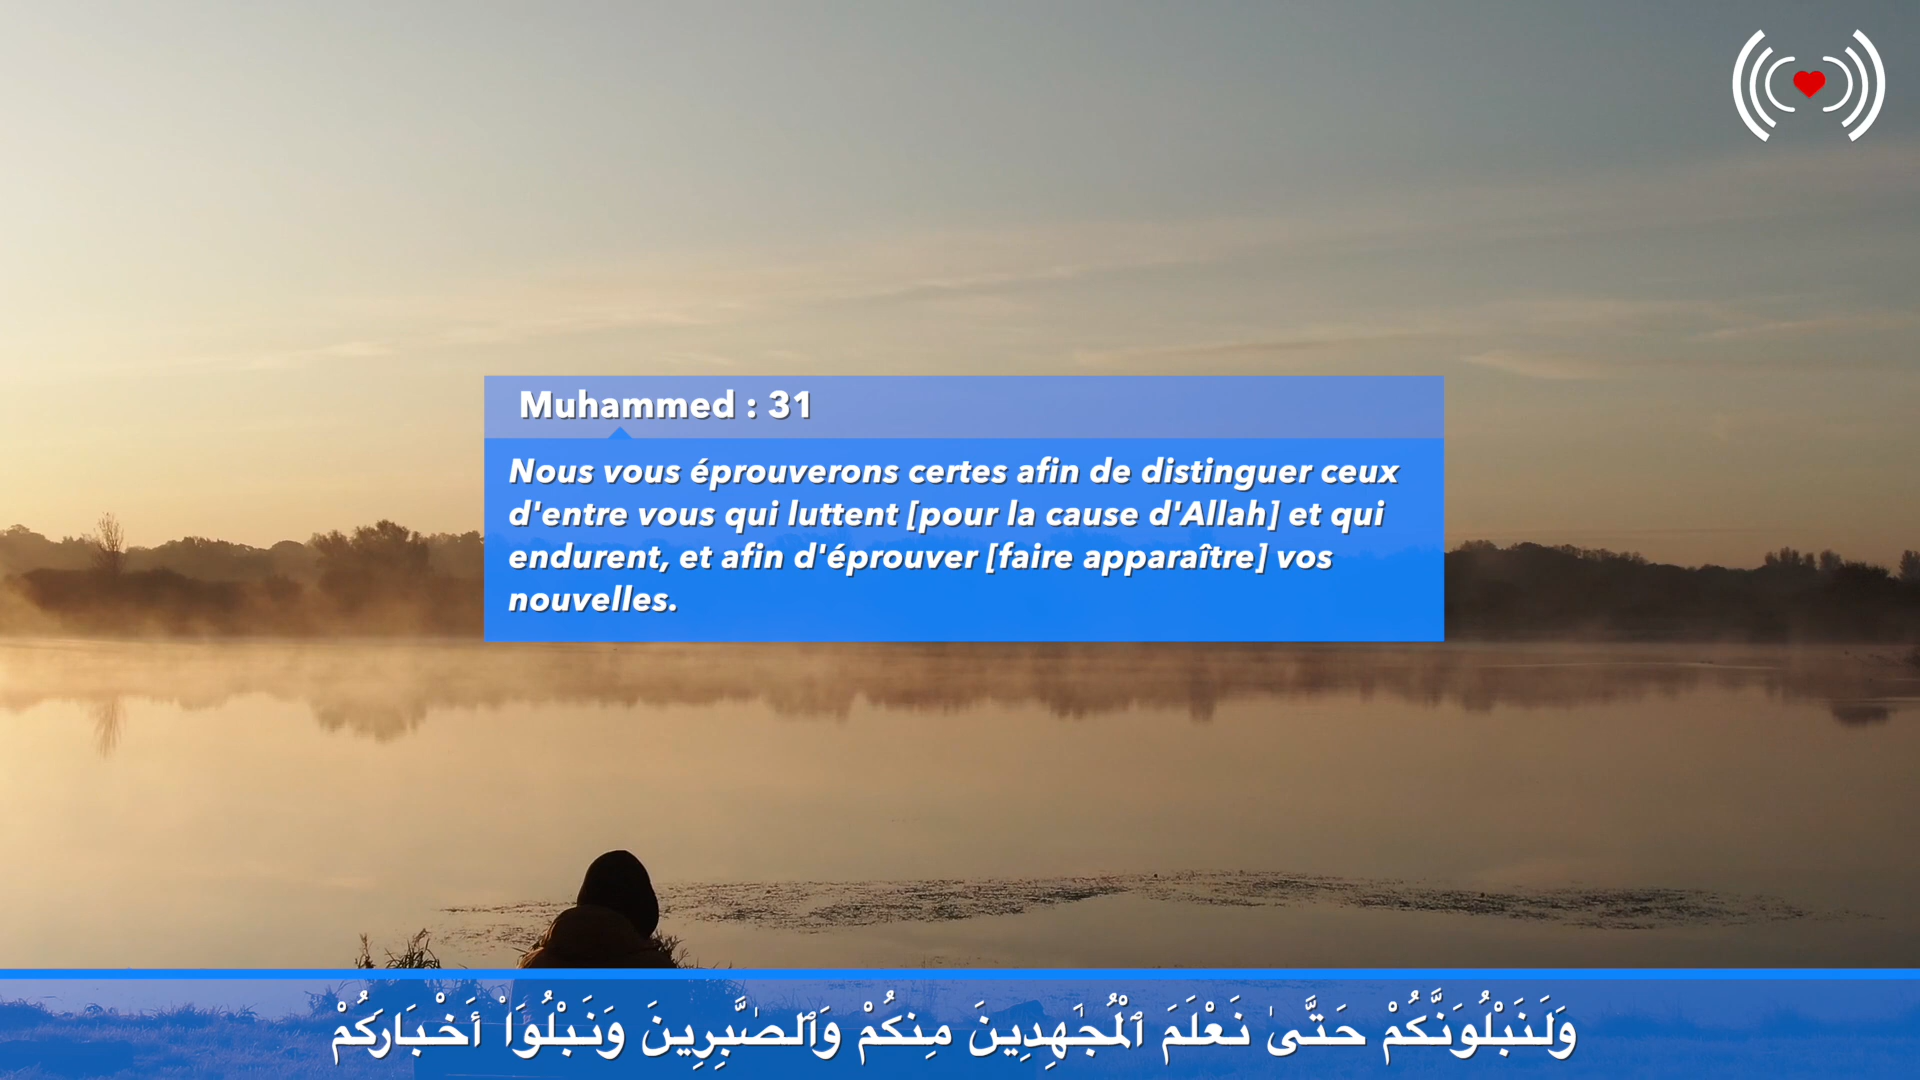 Muhammed : 31
Nous vous éprouverons certes afin de distinguer ceux
d'entre vous qui luttent [pour la cause d'Allah] et qui
endurent, et afin d'éprouver [faire apparaître] vos
nouvelles.
وَلَنَبْلُوَنَّكُمْ حَتَّىٰ نَعْلَمَ ٱلْمُجَٰهِدِينَ مِنكُمْ وَٱلصَّٰبِرِينَ وَنَبْلُوَا۟ أَخْبَارَكُمْ